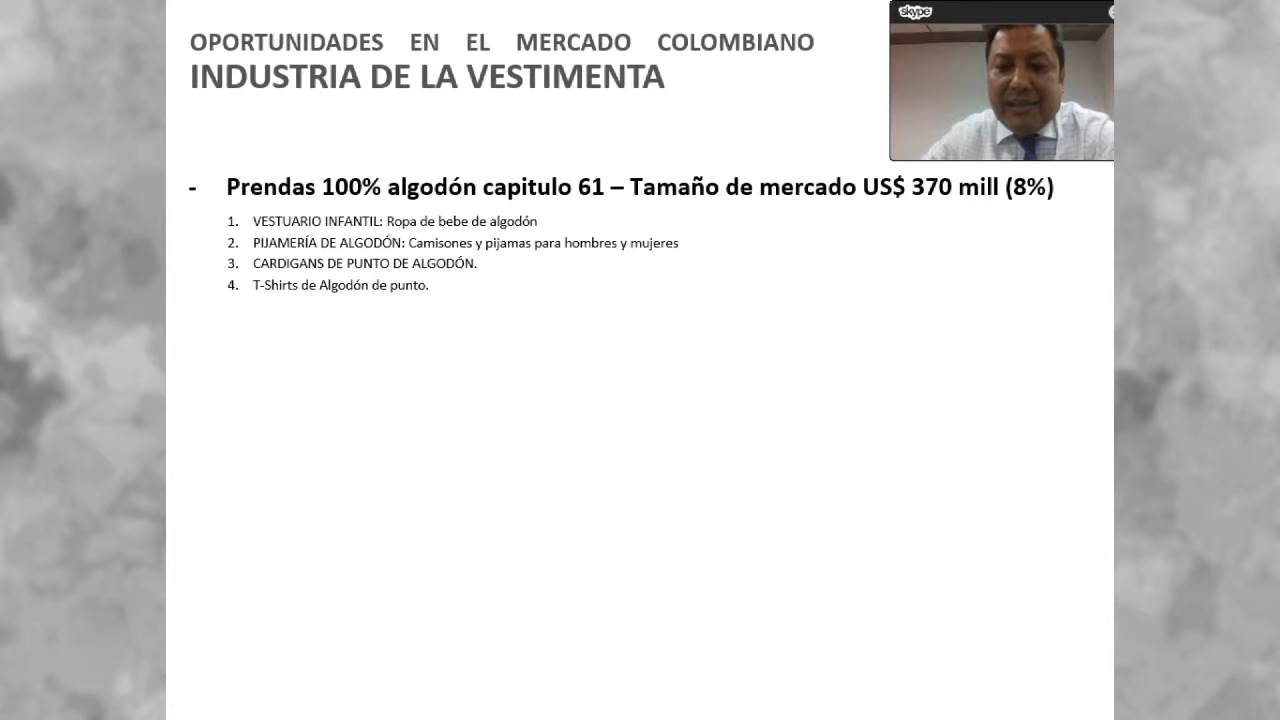 OPORTUNIDADES EN EL MERCADO COLOMBIANO
INDUSTRIA DE LA VESTIMENTA
skype
- Prendas 100% algodón capitulo 61 – Tamaño de mercado US$ 370 mill (8%)
1. VESTUARIO INFANTIL: Ropa de bebe de algodón
2. PIJAMERÍA DE ALGODÓN: Camisones y pijamas para hombres y mujeres
3. CARDIGANS DE PUNTO DE ALGODÓN.
4. T-Shirts de Algodón de punto.